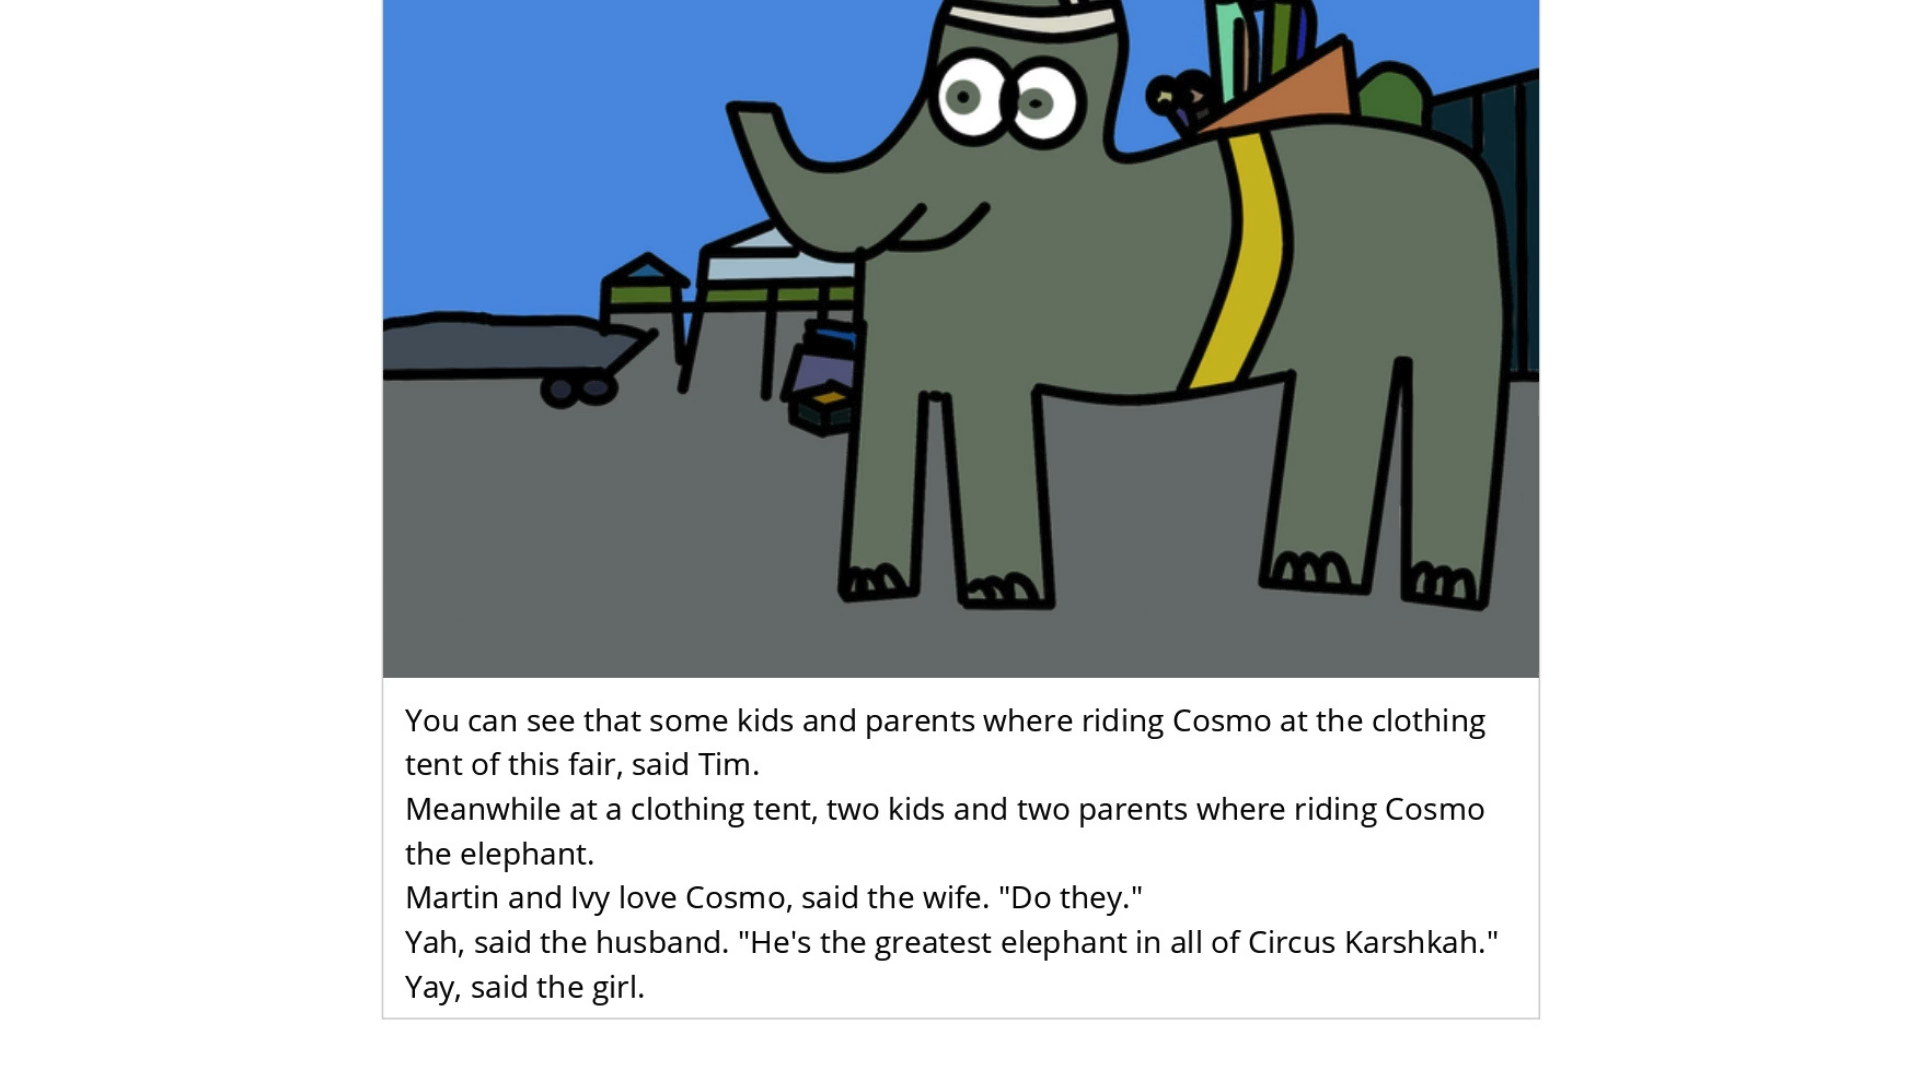 You can see that some kids and parents where riding Cosmo at the clothing
tent of this fair, said Tim.
Meanwhile at a clothing tent, two kids and two parents where riding Cosmo
the elephant.
Martin and Ivy love Cosmo, said the wife. "Do they."
Yah, said the husband. "He's the greatest elephant in all of Circus Karshkah."
Yay, said the girl.